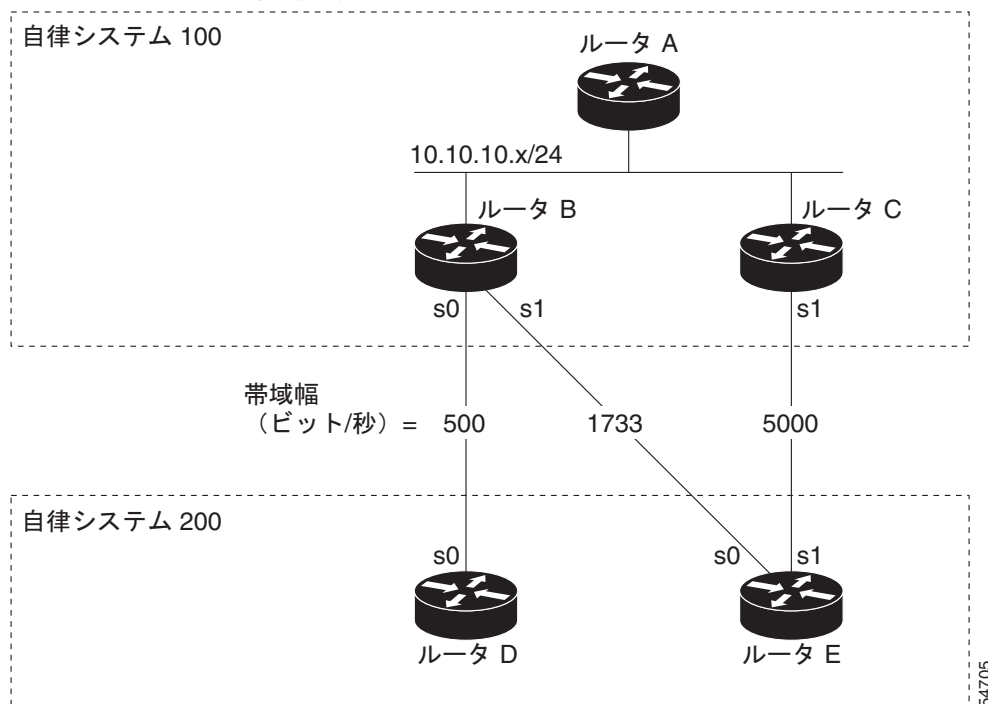 自律システム 100
ルータ A
10.10.10.x/24
ルータ B
ルータ C
s0
s1
s1
帯域幅
（ビット/秒）= 500 1733 5000
自律システム 200
s0
s0
s1
ルータ D
ルータ E